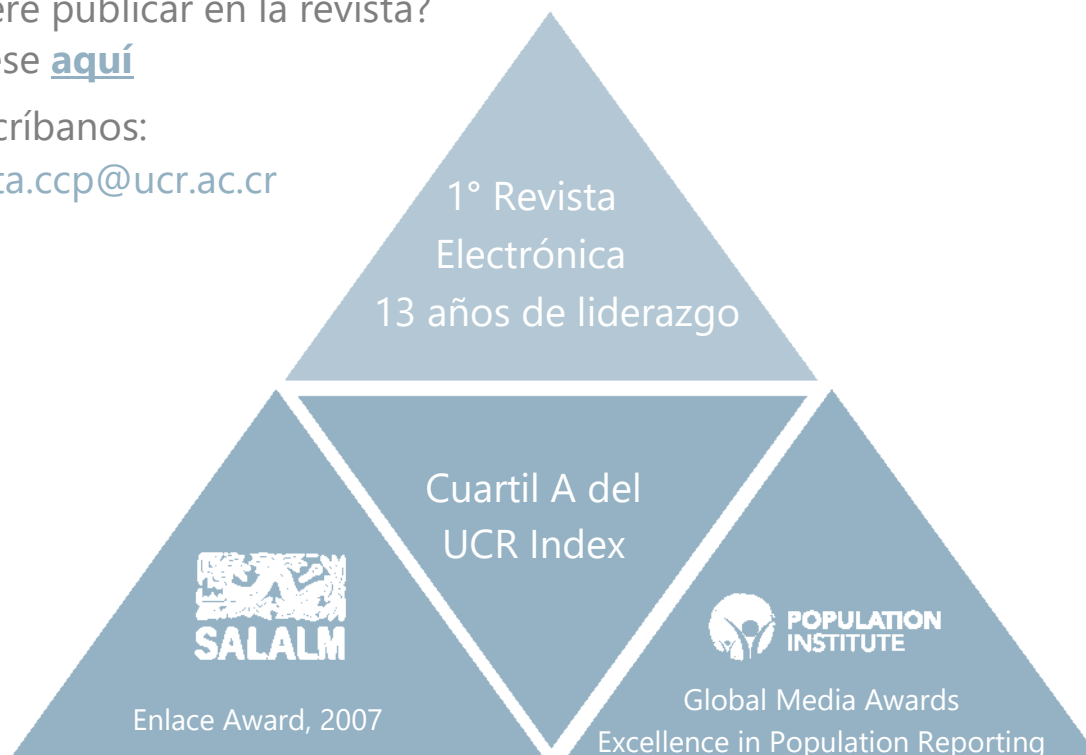 ere publicar en la revista?
ese aquí
críbanos:
ta.ccp@ucr.ac.cr
1° Revista
Electrónica
13 años de liderazgo
Cuartil A del
UCR Index
SALALM
Enlace Award, 2007
POPULATION
INSTITUTE
Global Media Awards
Excellence in Population Reporting